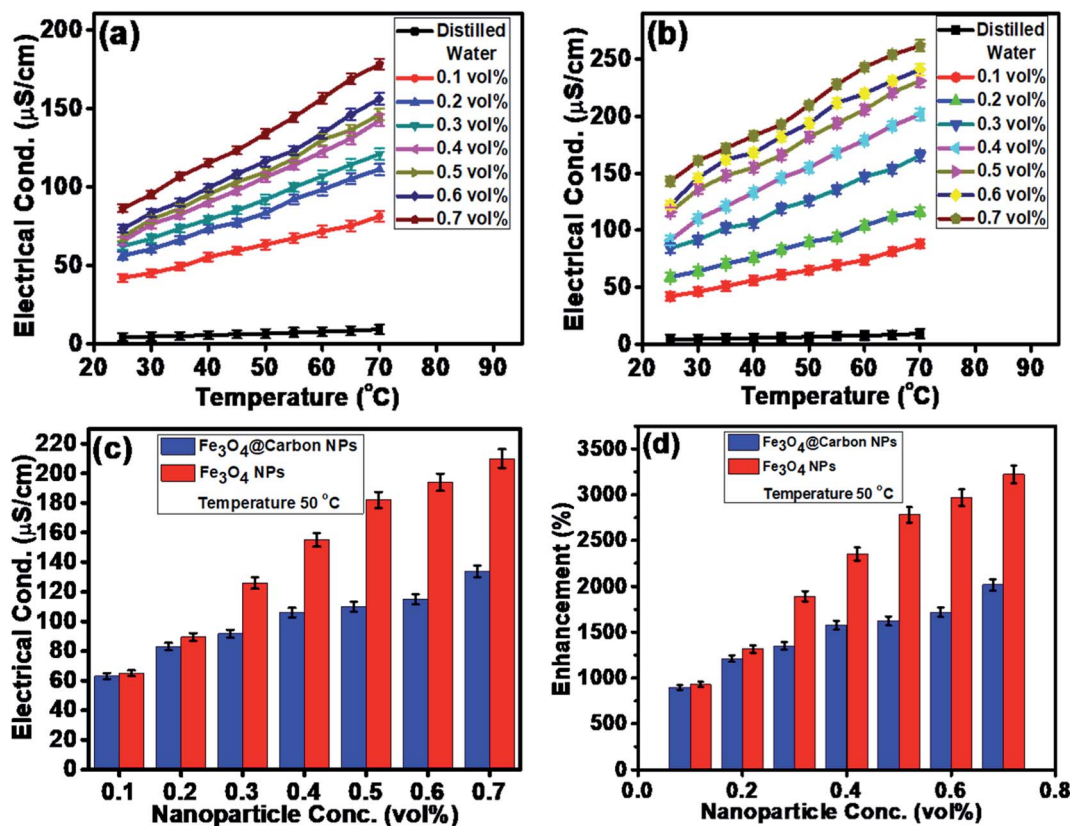 (a)
Distilled
Water
0.1 vol%
0.2 vol%
0.3 vol%
0.4 vol%
0.5 vol%
0.6 vol%
0.7 vol%
Electrical Cond. (μS/cm)
200
150
100
50
0
20 30 40 50 60 70 80 90
Temperature (°C)
(b)
Distilled
Water
0.1 vol%
0.2 vol%
0.3 vol%
0.4 vol%
0.5 vol%
0.6 vol%
0.7 vol%
Electrical Cond. (μS/cm)
250
200
150
100
50
0
20 30 40 50 60 70 80 90
Temperature (°C)
(c)
Fe₃O₄@Carbon NPs
Fe₃O₄ NPs
Temperature 50 °C
Electrical Cond. (μS/cm)
220
200
180
160
140
120
100
80
60
40
20
0
0.1 0.2 0.3 0.4 0.5 0.6 0.7
Nanoparticle Conc. (vol%)
(d)
Fe₃O₄@Carbon NPs
Fe₃O₄ NPs
Temperature 50 °C
Enhancement (%)
3500
3000
2500
2000
1500
1000
500
0
0.0 0.2 0.4 0.6 0.8
Nanoparticle Conc. (vol%)